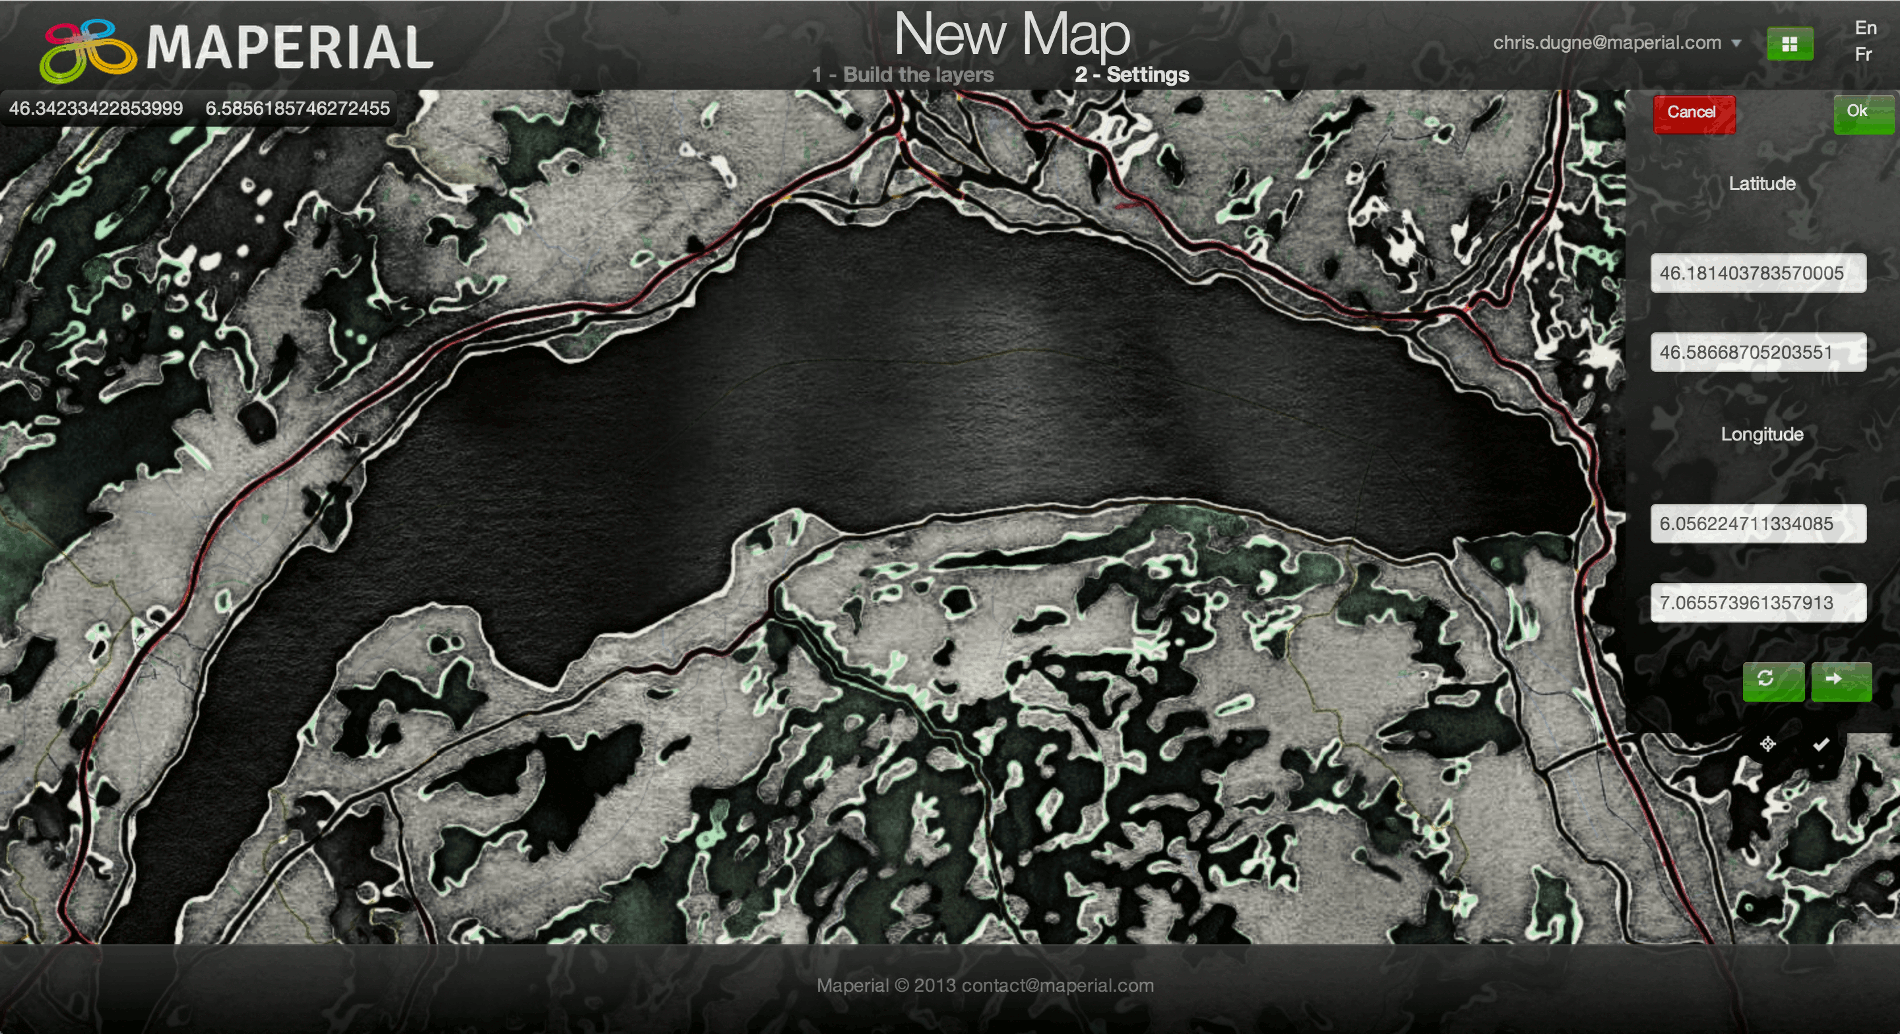 MAPERIAL
New Map
1 - Build the layers
2 - Settings
chris.dugne@maperial.com
En
Fr
46.34233422853999 6.5856185746272455
Cancel
Ok
Latitude
46.181403783570005
46.58668705203551
Longitude
6.056224711334085
7.065573961357913
Maperial © 2013 contact@maperial.com